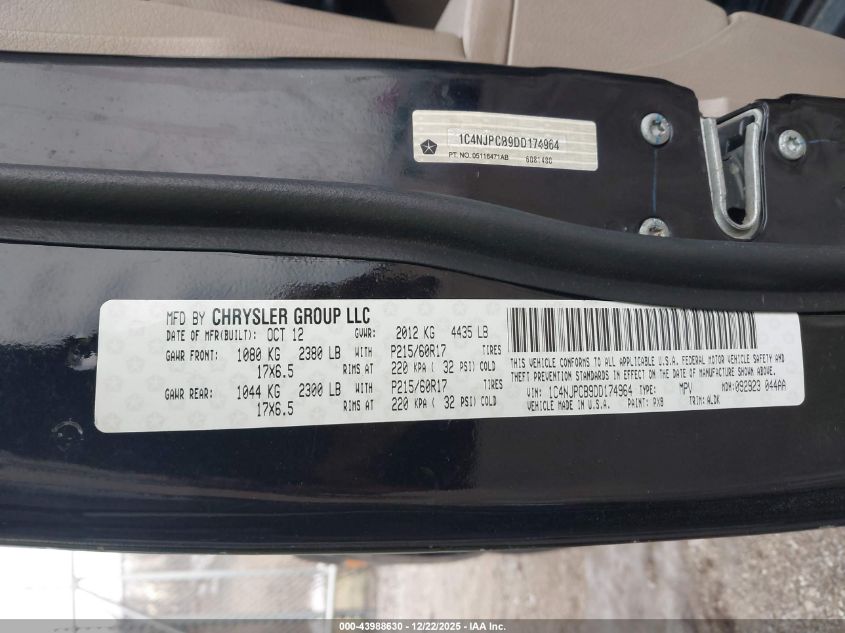 1C4NJPCB9DD174964
PT. NO. 05116471AB 6081480
MFD BY CHRYSLER GROUP LLC
DATE OF MFR(BUILT): OCT 12 GVWR: 2012 KG 4435 LB
GAWR FRONT: 1080 KG 2380 LB WITH P215/60R17 TIRES
17X6.5 RIMS AT 220 KPA ( 32 PSI) COLD
GAWR REAR: 1044 KG 2300 LB WITH P215/60R17 TIRES
17X6.5 RIMS AT 220 KPA ( 32 PSI) COLD
THIS VEHICLE CONFORMS TO ALL APPLICABLE U.S.A. FEDERAL MOTOR VEHICLE SAFETY AND
THEFT PREVENTION STANDARDS IN EFFECT ON THE DATE OF MANUFACTURE SHOWN ABOVE.
VIN: 1C4NJPCB9DD174964 TYPE: MPV MDH: 092923 044AA
VEHICLE MADE IN U.S.A. PAINT: PXB TRIM: ALDK
000-43988630 - 12/22/2025 - IAA Inc.